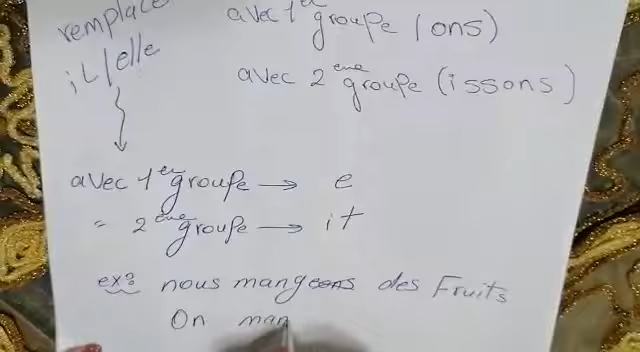 remplace
il/elle
avec 1er groupe (ons)
avec 2ème groupe (issons)
avec 1er groupe → e
" 2ème groupe → it
ex: nous mangeons des Fruits
On man